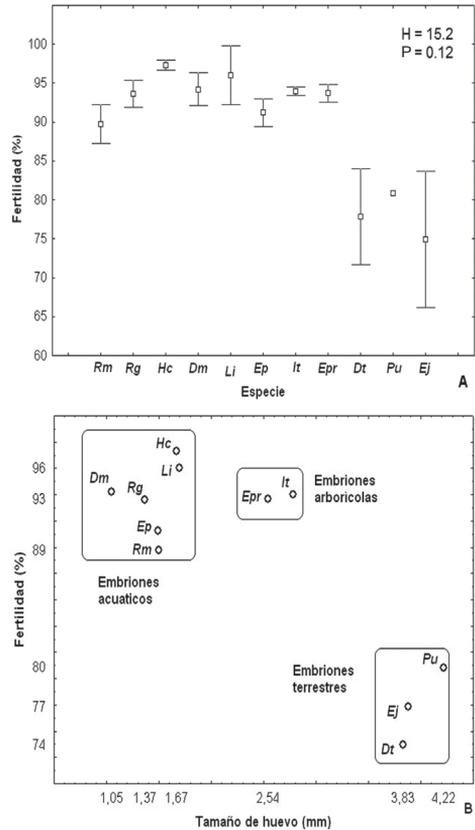 H = 15.2
P = 0.12
100
95
90
85
80
75
70
65
60
Fertilidad (%)
Rm Rg Hc Dm Li Ep It Epr Dt Pu Ej
Especie
A
96
93
89
80
77
74
Fertilidad (%)
Hc
Li
Dm
Rg
Ep
Rm
Embriones
acuaticos
Epr
It
Embriones
arboricolas
Embriones
terrestres
Pu
Ej
Dt
1,05 1,37 1,67 2,54 3,83 4,22
Tamaño de huevo (mm)
B